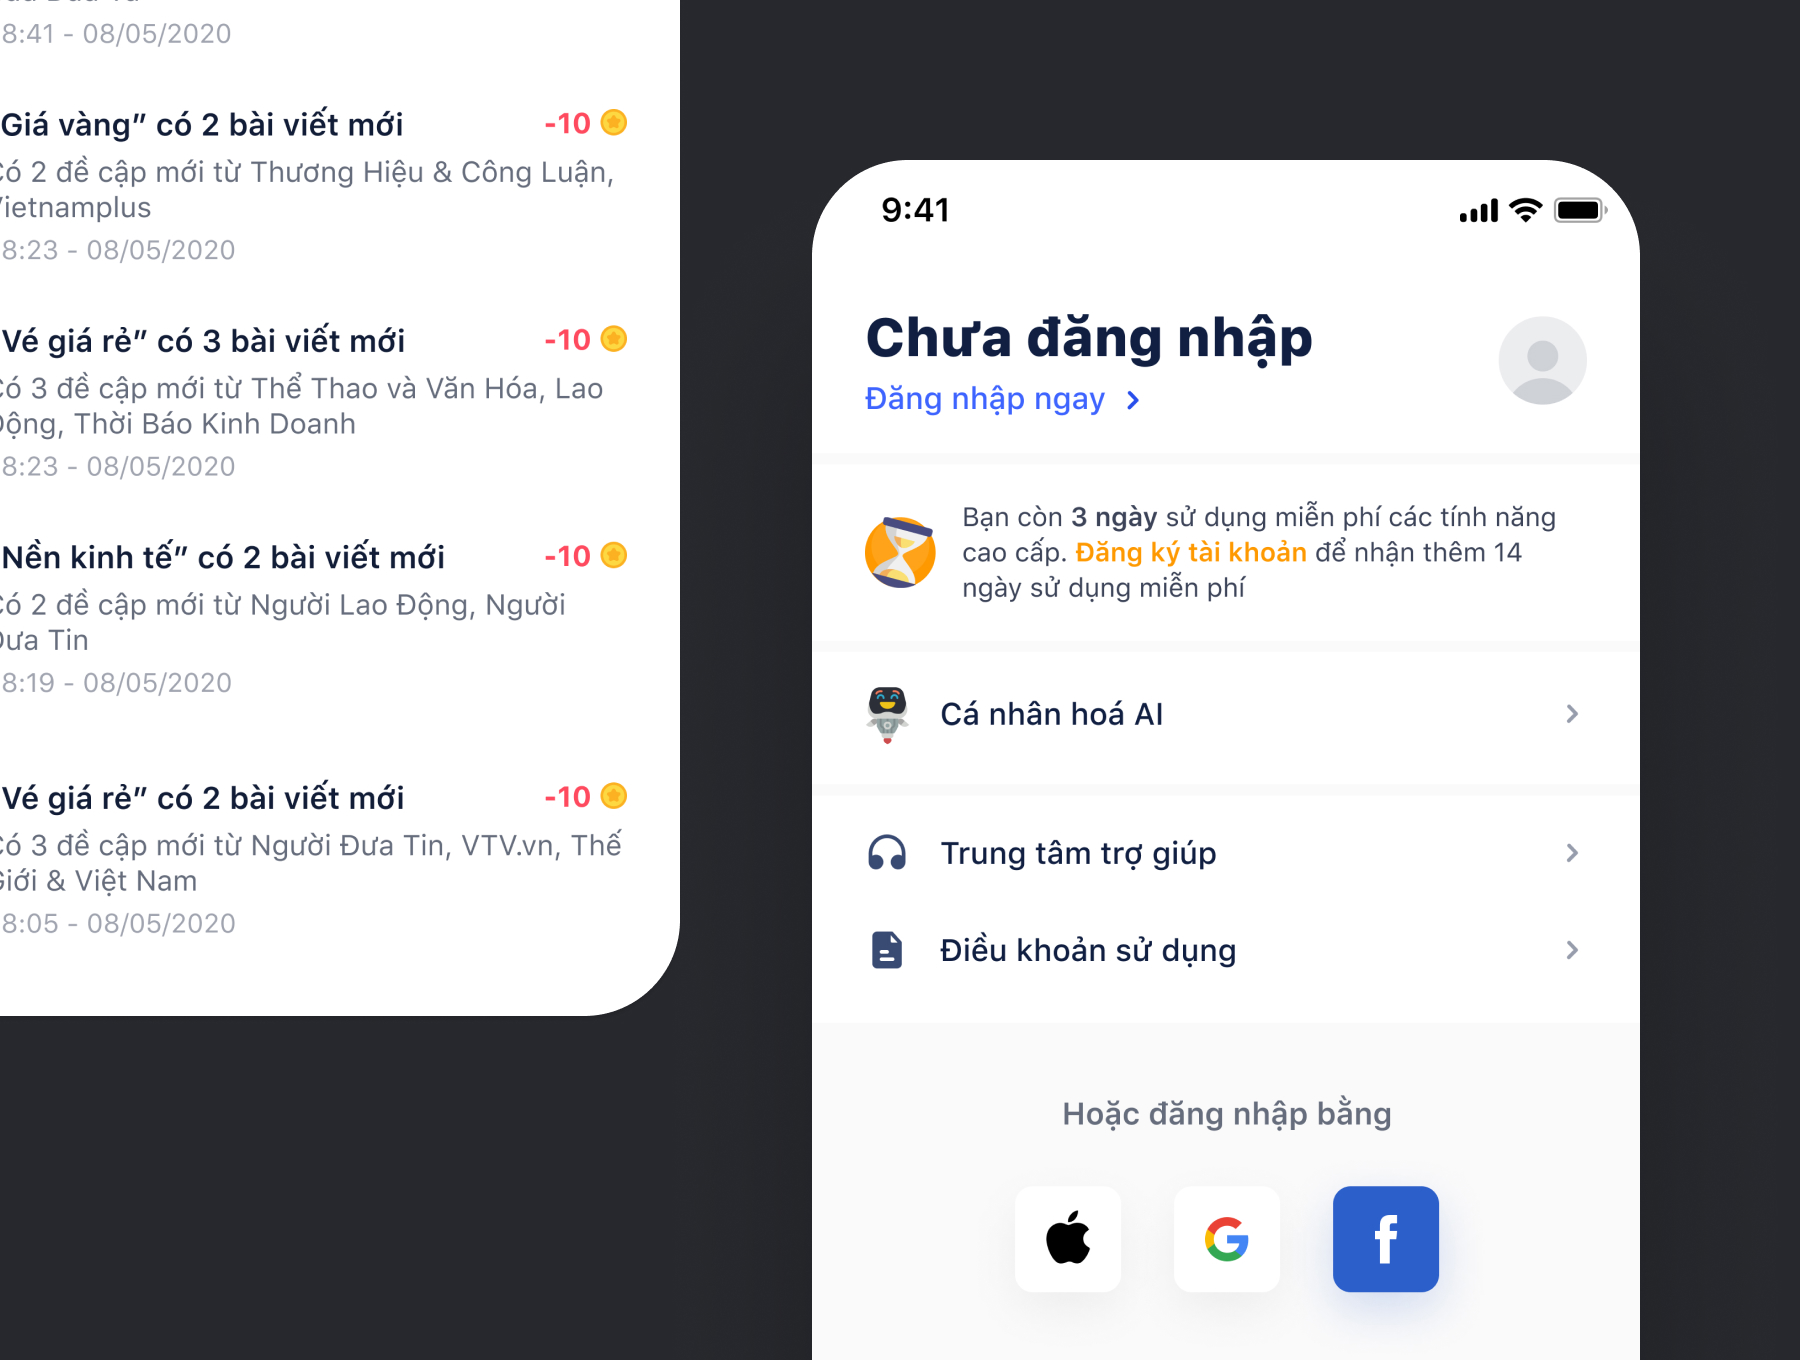 8:41 - 08/05/2020
Giá vàng” có 2 bài viết mới
-10
có 2 đề cập mới từ Thương Hiệu & Công Luận,
Vietnamplus
8:23 - 08/05/2020
Vé giá rẻ” có 3 bài viết mới
-10
có 3 đề cập mới từ Thể Thao và Văn Hóa, Lao
Động, Thời Báo Kinh Doanh
8:23 - 08/05/2020
Nền kinh tế” có 2 bài viết mới
-10
có 2 đề cập mới từ Người Lao Động, Người
Đưa Tin
8:19 - 08/05/2020
Vé giá rẻ” có 2 bài viết mới
-10
có 3 đề cập mới từ Người Đưa Tin, VTV.vn, Thế
Giới & Việt Nam
8:05 - 08/05/2020
9:41
Chưa đăng nhập
Đăng nhập ngay
Bạn còn 3 ngày sử dụng miễn phí các tính năng
cao cấp. Đăng ký tài khoản để nhận thêm 14
ngày sử dụng miễn phí
Cá nhân hoá AI
Trung tâm trợ giúp
Điều khoản sử dụng
Hoặc đăng nhập bằng